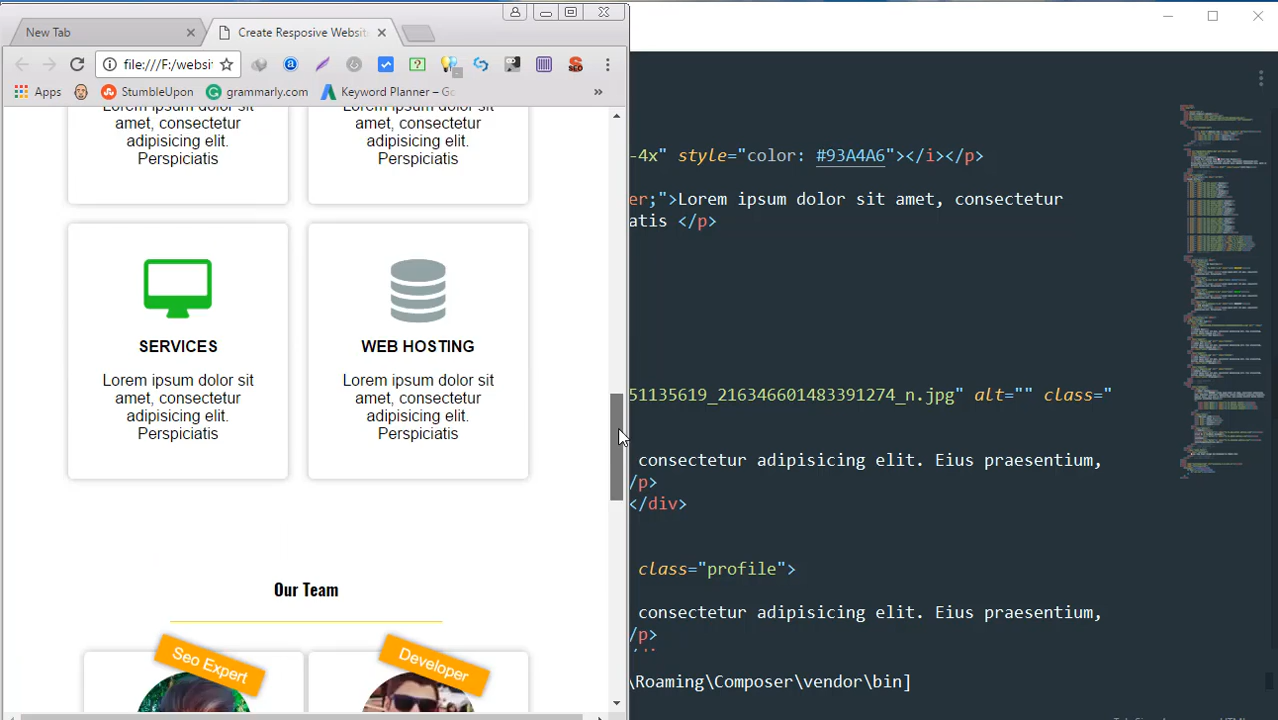 New Tab
Create Resposive Websit
file:///F:/websi
Apps
StumbleUpon
grammarly.com
Keyword Planner – Go
»
SEO
Lorem ipsum dolor sit
amet, consectetur
adipisicing elit.
Perspiciatis
Lorem ipsum dolor sit
amet, consectetur
adipisicing elit.
Perspiciatis
SERVICES
Lorem ipsum dolor sit
amet, consectetur
adipisicing elit.
Perspiciatis
WEB HOSTING
Lorem ipsum dolor sit
amet, consectetur
adipisicing elit.
Perspiciatis
Our Team
Seo Expert
Developer
-4x" style="color: #93A4A6"></i></p>
er;">Lorem ipsum dolor sit amet, consectetur
atis </p>
51135619_216346601483391274_n.jpg" alt="" class="
consectetur adipisicing elit. Eius praesentium,
/p>
</div>
class="profile">
consectetur adipisicing elit. Eius praesentium,
/p>
\Roaming\Composer\vendor\bin]